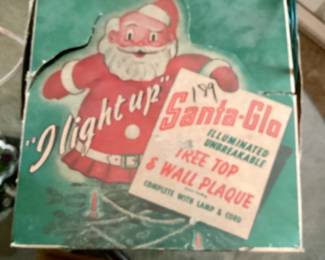 "I light up"
189
Santa-Glo
ILLUMINATED
UNBREAKABLE
TREE TOP
& WALL PLAQUE
COMPLETE WITH LAMP & CORD